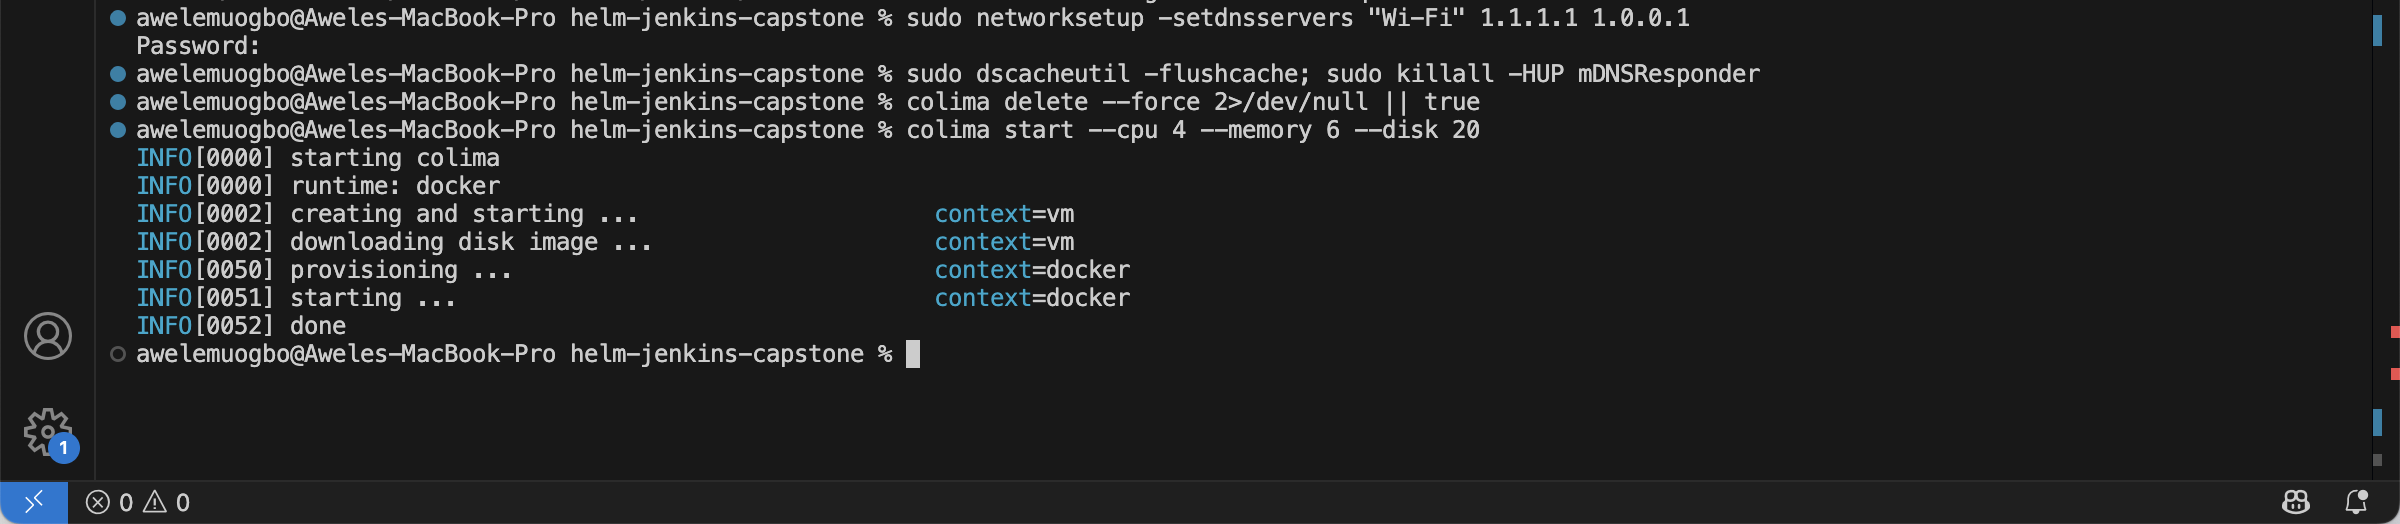 awelemuogbo@Aweles-MacBook-Pro helm-jenkins-capstone % sudo networksetup -setdnsservers "Wi-Fi" 1.1.1.1 1.0.0.1
Password:
awelemuogbo@Aweles-MacBook-Pro helm-jenkins-capstone % sudo dscacheutil -flushcache; sudo killall -HUP mDNSResponder
awelemuogbo@Aweles-MacBook-Pro helm-jenkins-capstone % colima delete --force 2>/dev/null || true
awelemuogbo@Aweles-MacBook-Pro helm-jenkins-capstone % colima start --cpu 4 --memory 6 --disk 20
INFO[0000] starting colima
INFO[0000] runtime: docker
INFO[0002] creating and starting ... context=vm
INFO[0002] downloading disk image ... context=vm
INFO[0050] provisioning ... context=docker
INFO[0051] starting ... context=docker
INFO[0052] done
awelemuogbo@Aweles-MacBook-Pro helm-jenkins-capstone %
1
0 0